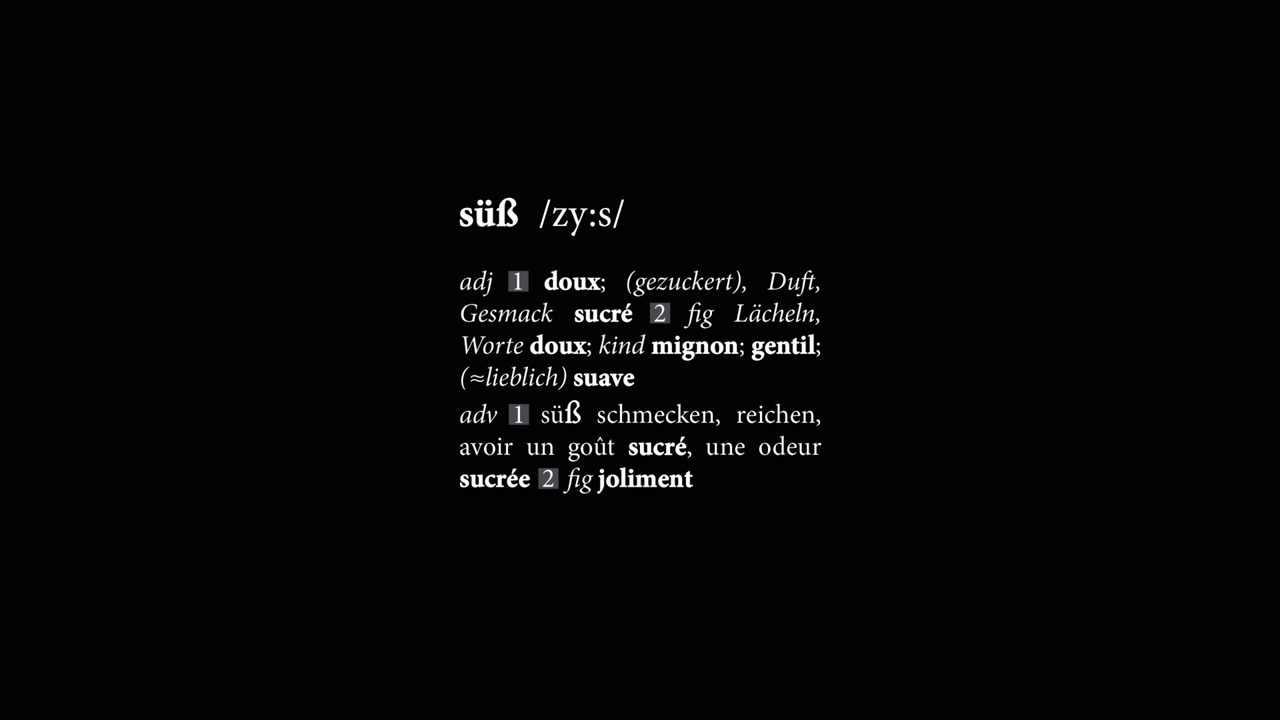 süß /zy:s/
adj 1 doux; (gezuckert), Duft,
Gesmack sucré 2 fig Lächeln,
Worte doux; kind mignon; gentil;
(≈lieblich) suave
adv 1 süß schmecken, reichen,
avoir un goût sucré, une odeur
sucrée 2 fig joliment